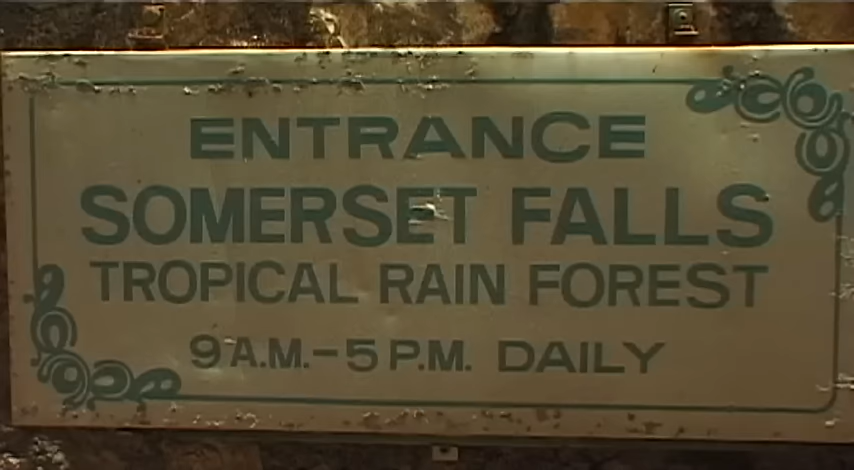 ENTRANCE
SOMERSET FALLS
TROPICAL RAIN FOREST
9 A.M.-5 P.M. DAILY